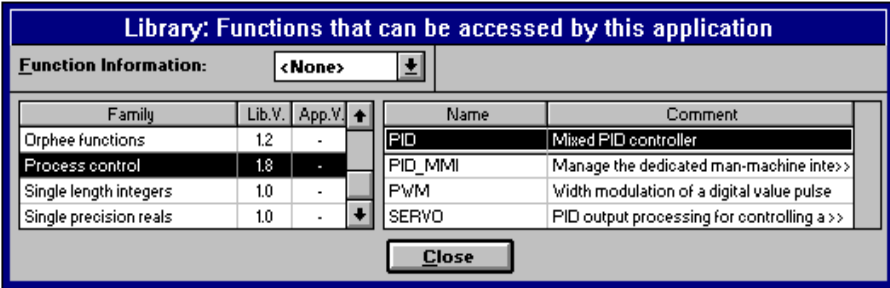 Library: Functions that can be accessed by this application
Function Information: <None>
Family Lib.V. App.V. Name Comment
Orphee functions 1.2 - PID Mixed PID controller
Process control 1.8 - PID_MMI Manage the dedicated man-machine inte>>
Single length integers 1.0 - PWM Width modulation of a digital value pulse
Single precision reals 1.0 - SERVO PID output processing for controlling a >>
Close